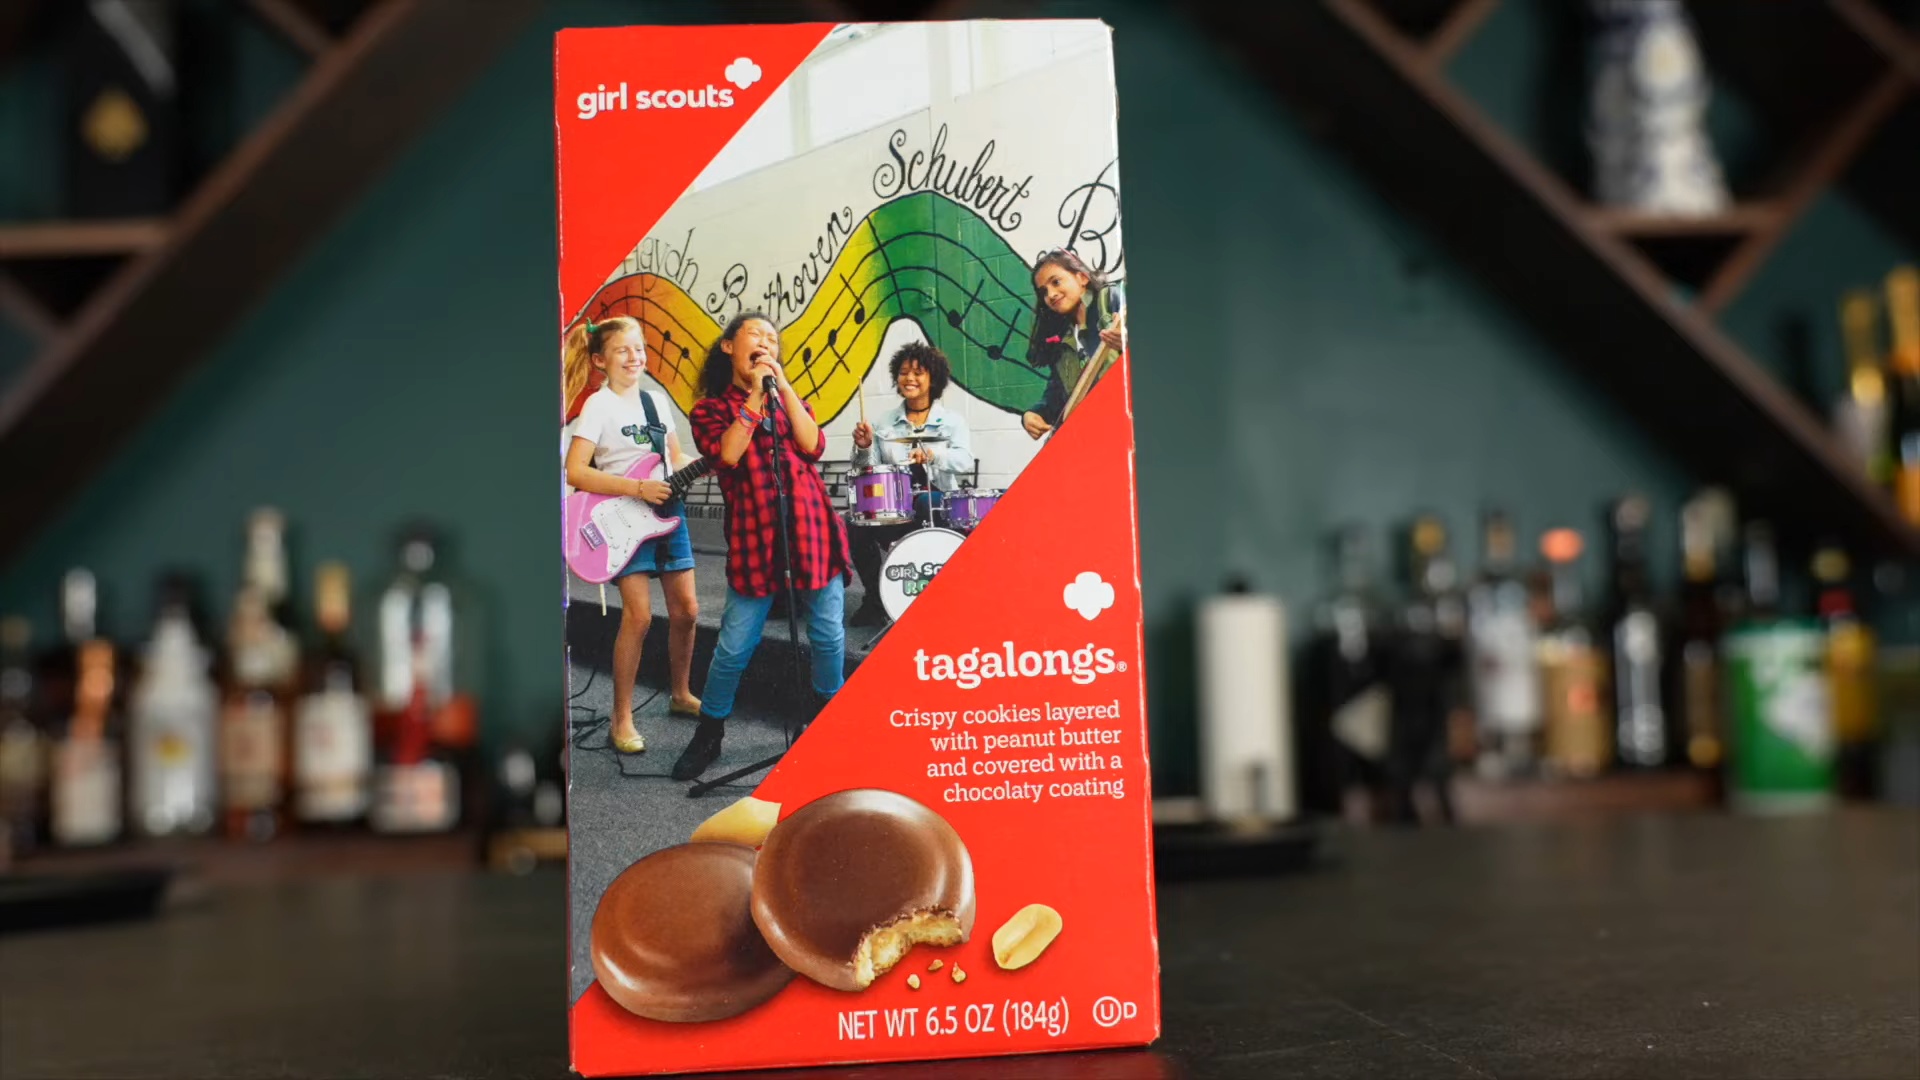 girl scouts
Schubert
B
Haydn
Beethoven
tagalongs®
Crispy cookies layered
with peanut butter
and covered with a
chocolaty coating
NET WT 6.5 OZ (184g)
U D